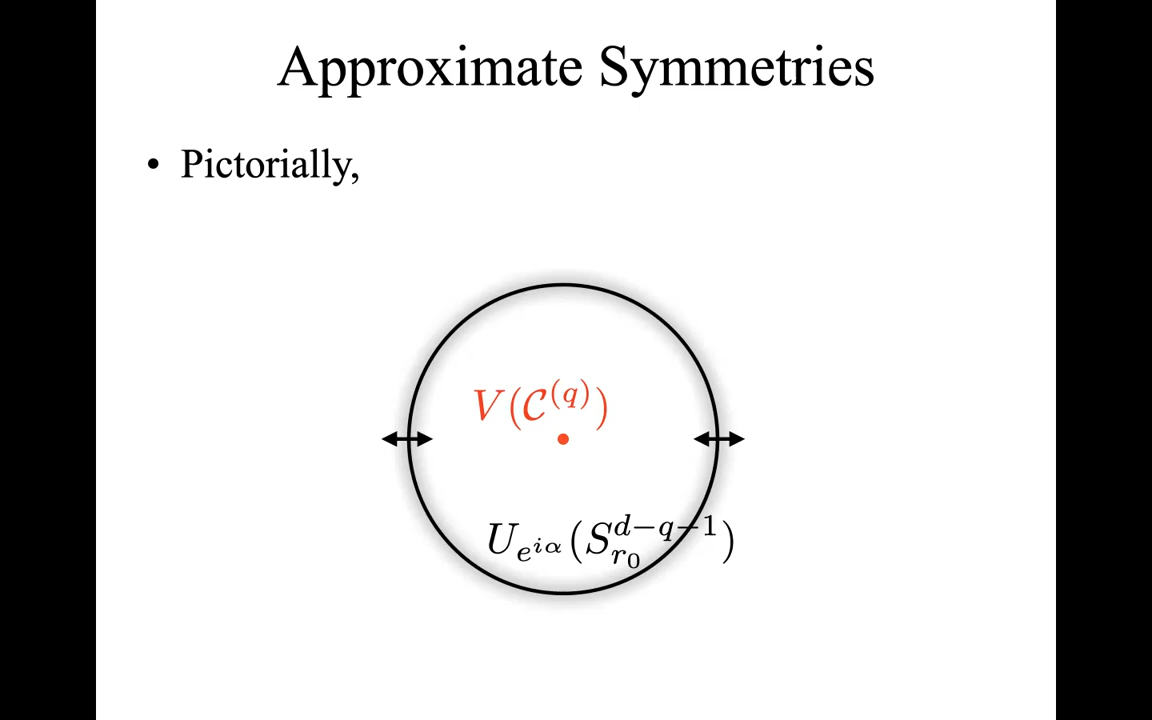 Approximate Symmetries
• Pictorially,
V(𝒞^{(q)})
U_{e^{iα}}(S_{r_0}^{d−q−1})